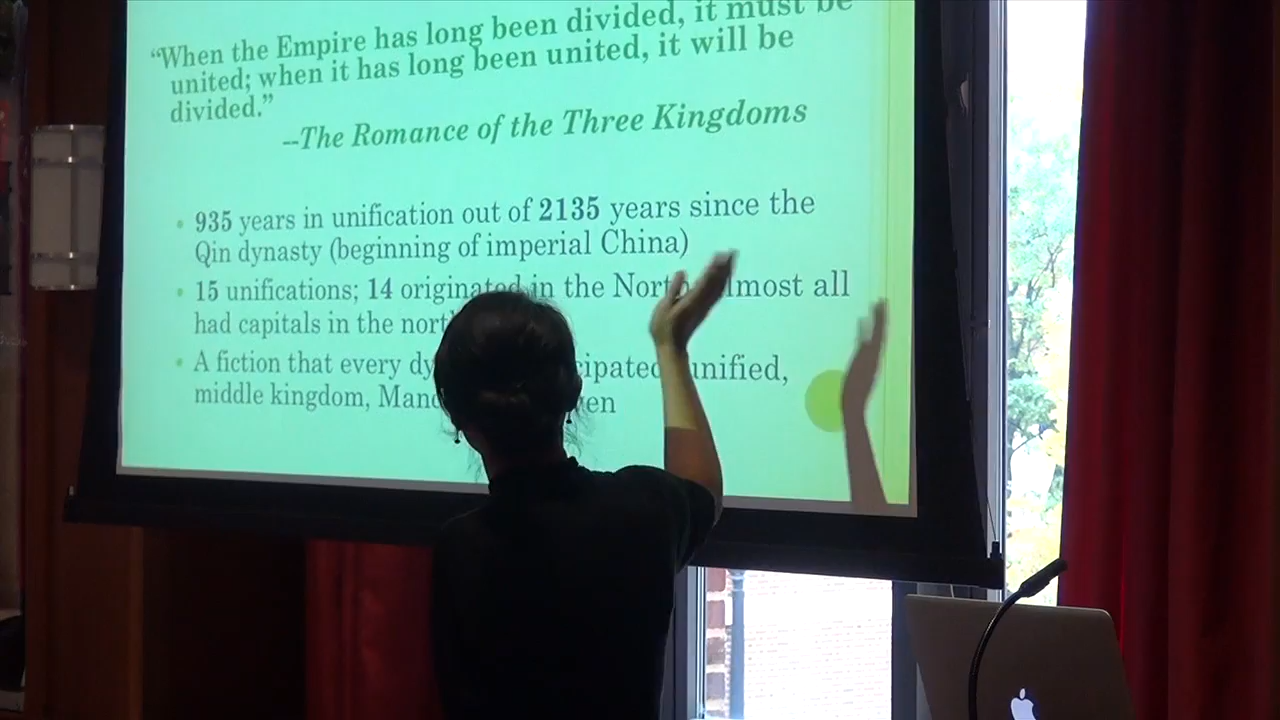 “When the Empire has long been divided, it must be
united; when it has long been united, it will be
divided.”
--The Romance of the Three Kingdoms
• 935 years in unification out of 2135 years since the
Qin dynasty (beginning of imperial China)
• 15 unifications; 14 originated in the North almost all
had capitals in the north
• A fiction that every unified,
middle kingdom,